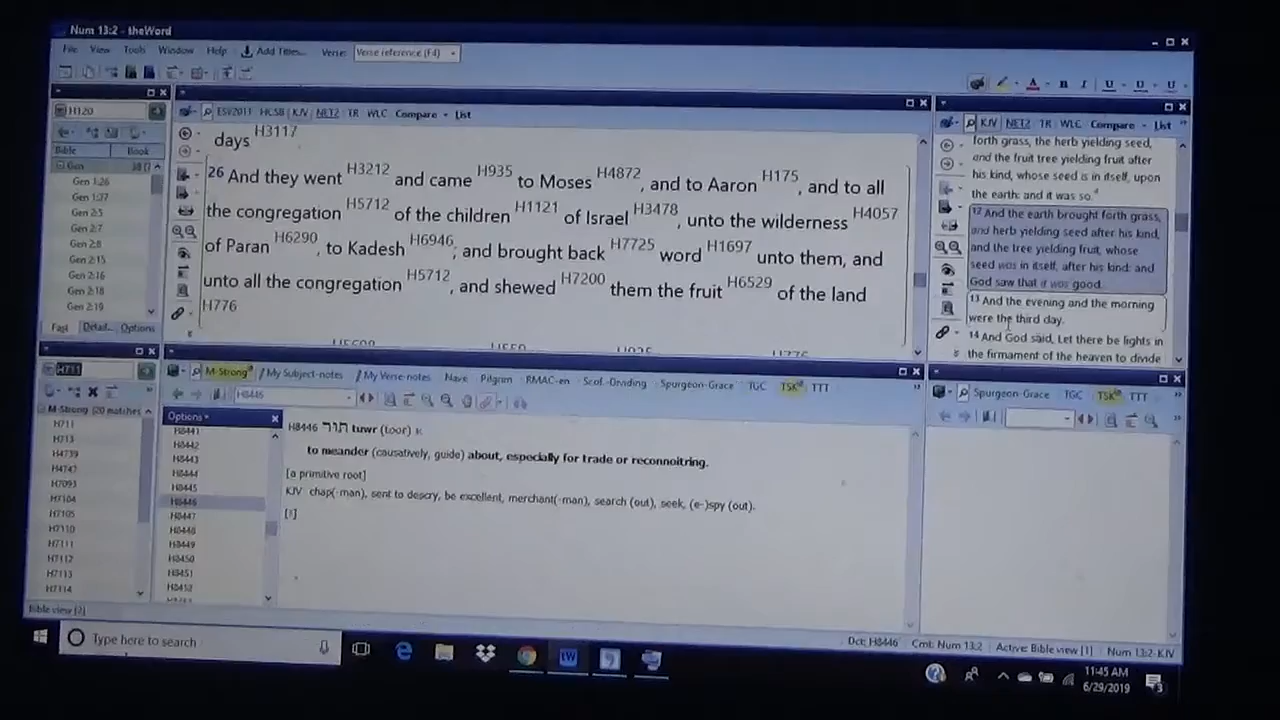 Num 13:2 - theWord
File View Tools Window Help Add Titles... Verse: Verse reference (F4)
H120
Bible Book
Gen
Gen 1:26
Gen 1:27
Gen 2:5
Gen 2:7
Gen 2:8
Gen 2:15
Gen 2:16
Gen 2:18
Gen 2:19
Fast Detail... Options
ESV2011 HCSB KJV NET2 TR WLC Compare List
days H3117
26 And they went H3212 and came H935 to Moses H4872, and to Aaron H175, and to all
the congregation H5712 of the children H1121 of Israel H3478, unto the wilderness H4057
of Paran H6290, to Kadesh H6946; and brought back H7725 word H1697 unto them, and
unto all the congregation H5712, and shewed H7200 them the fruit H6529 of the land
H776
KJV NET2 TR WLC Compare List
forth grass, the herb yielding seed,
and the fruit tree yielding fruit after
his kind, whose seed is in itself, upon
the earth: and it was so.
12 And the earth brought forth grass,
and herb yielding seed after his kind,
and the tree yielding fruit, whose
seed was in itself, after his kind: and
God saw that it was good.
13 And the evening and the morning
were the third day.
14 And God said, Let there be lights in
the firmament of the heaven to divide
H711
M-Strong (20 matches
H711
H713
H4739
H4747
H7093
H7104
H7105
H7110
H7111
H7112
H7113
H7114
M-Strong My Subject-notes My Verse-notes Nave Pilgrim RMAC-en Scof.-Dividing Spurgeon-Grace TGC TSK TTT
H8446
Options
H8441
H8442
H8443
H8444
H8445
H8446
H8447
H8448
H8449
H8450
H8451
H8452
H8446 תּוּר tuwr (toor) v.
to meander (causatively, guide) about, especially for trade or reconnoitring.
[a primitive root]
KJV chap(-man), sent to descry, be excellent, merchant(-man), search (out), seek, (e-)spy (out).
Spurgeon-Grace TGC TSK TTT
Bible view [2]
Dct: H8446 Cmt: Num 13:2 Active: Bible view [1] Num 13:2-KJV
Type here to search
11:45 AM
6/29/2019